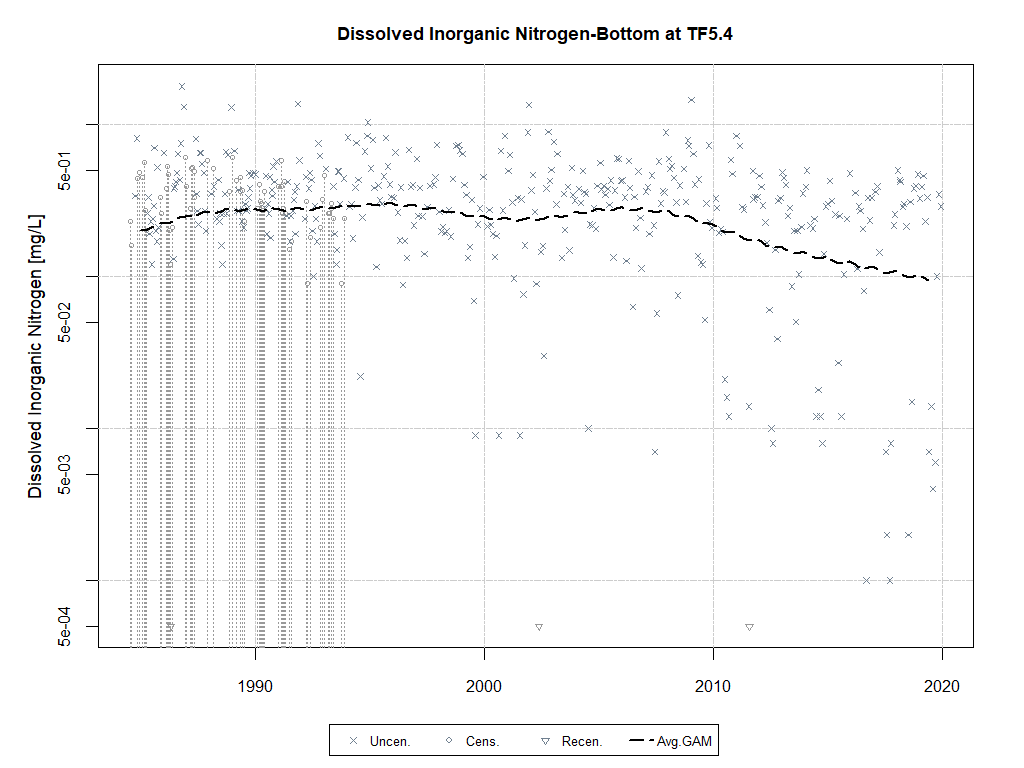 Dissolved Inorganic Nitrogen-Bottom at TF5.4
Dissolved Inorganic Nitrogen [mg/L]
5e-01
5e-02
5e-03
5e-04
1990 2000 2010 2020
Uncen. Cens. Recen. Avg.GAM